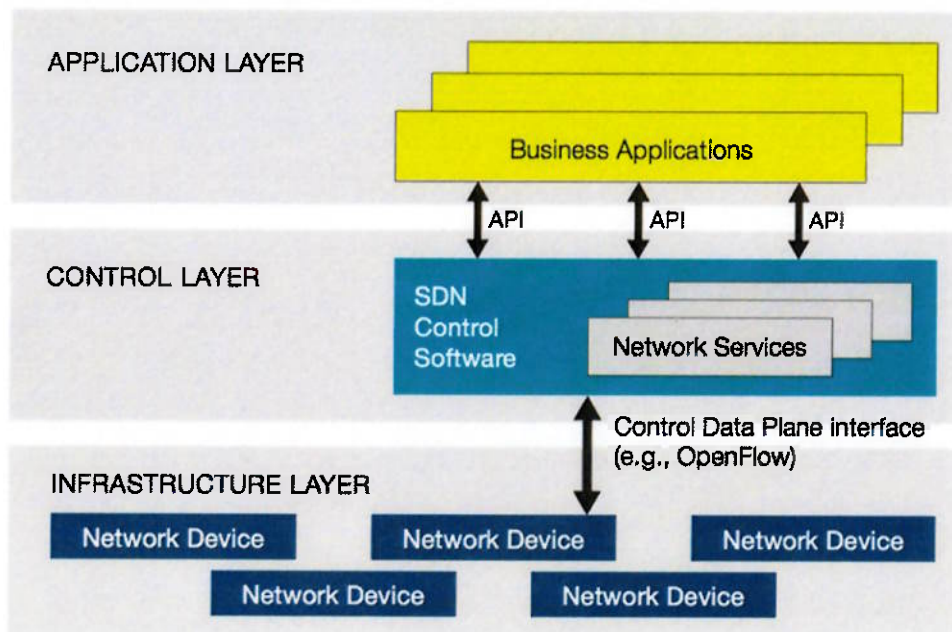 APPLICATION LAYER
Business Applications
API
API
API
CONTROL LAYER
SDN
Control
Software
Network Services
Control Data Plane interface
(e.g., OpenFlow)
INFRASTRUCTURE LAYER
Network Device
Network Device
Network Device
Network Device
Network Device